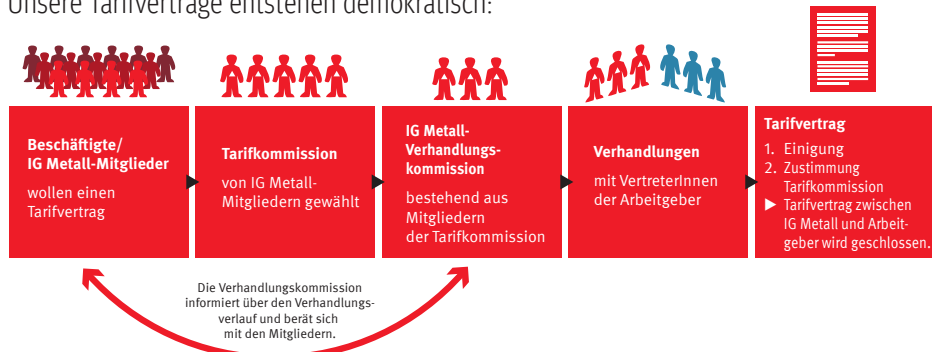 Unsere Tarifverträge entstehen demokratisch:
Beschäftigte/
IG Metall-Mitglieder
wollen einen
Tarifvertrag
Tarifkommission
von IG Metall-
Mitgliedern gewählt
IG Metall-
Verhandlungs-
kommission
bestehend aus
Mitgliedern
der Tarifkommission
Verhandlungen
mit VertreterInnen
der Arbeitgeber
Tarifvertrag
1. Einigung
2. Zustimmung
Tarifkommission
▶ Tarifvertrag zwischen
IG Metall und Arbeit-
geber wird geschlossen.
Die Verhandlungskommission
informiert über den Verhandlungs-
verlauf und berät sich
mit den Mitgliedern.